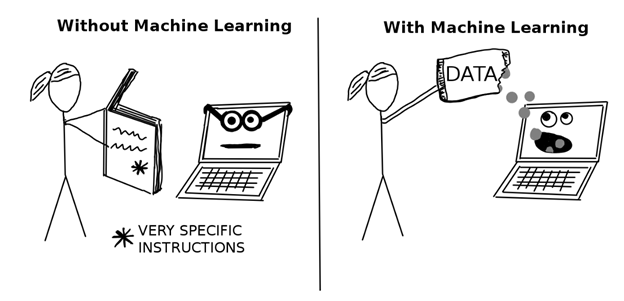 Without Machine Learning
With Machine Learning
DATA
VERY SPECIFIC
INSTRUCTIONS